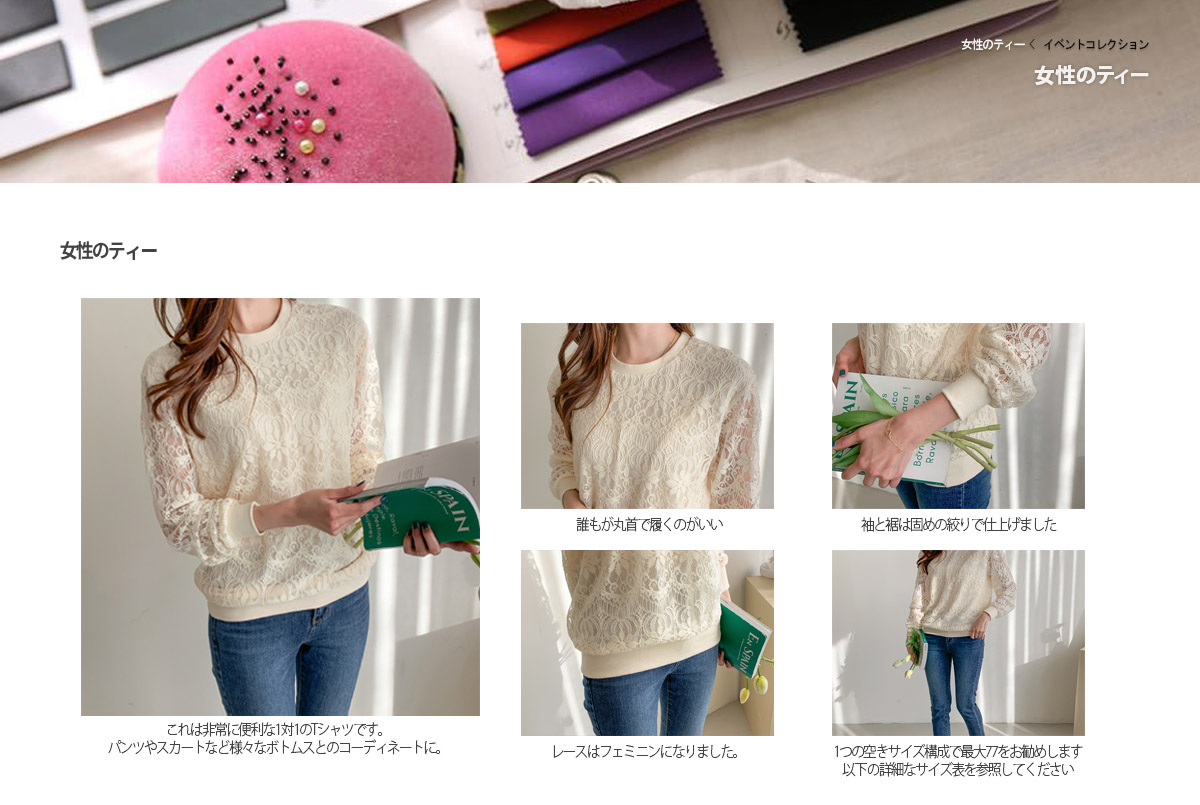 女性のティー〈 イベントコレクション
女性のティー
女性のティー
誰もが丸首で履くのがいい
袖と裾は固めの絞りで仕上げました
これは非常に便利な1対1のTシャツです。
パンツやスカートなど様々なボトムスとのコーディネートに。
レースはフェミニンになりました。
1つの空きサイズ構成で最大77をお勧めします
以下の詳細なサイズ表を参照してください
EN SPAIN
EN SPAIN